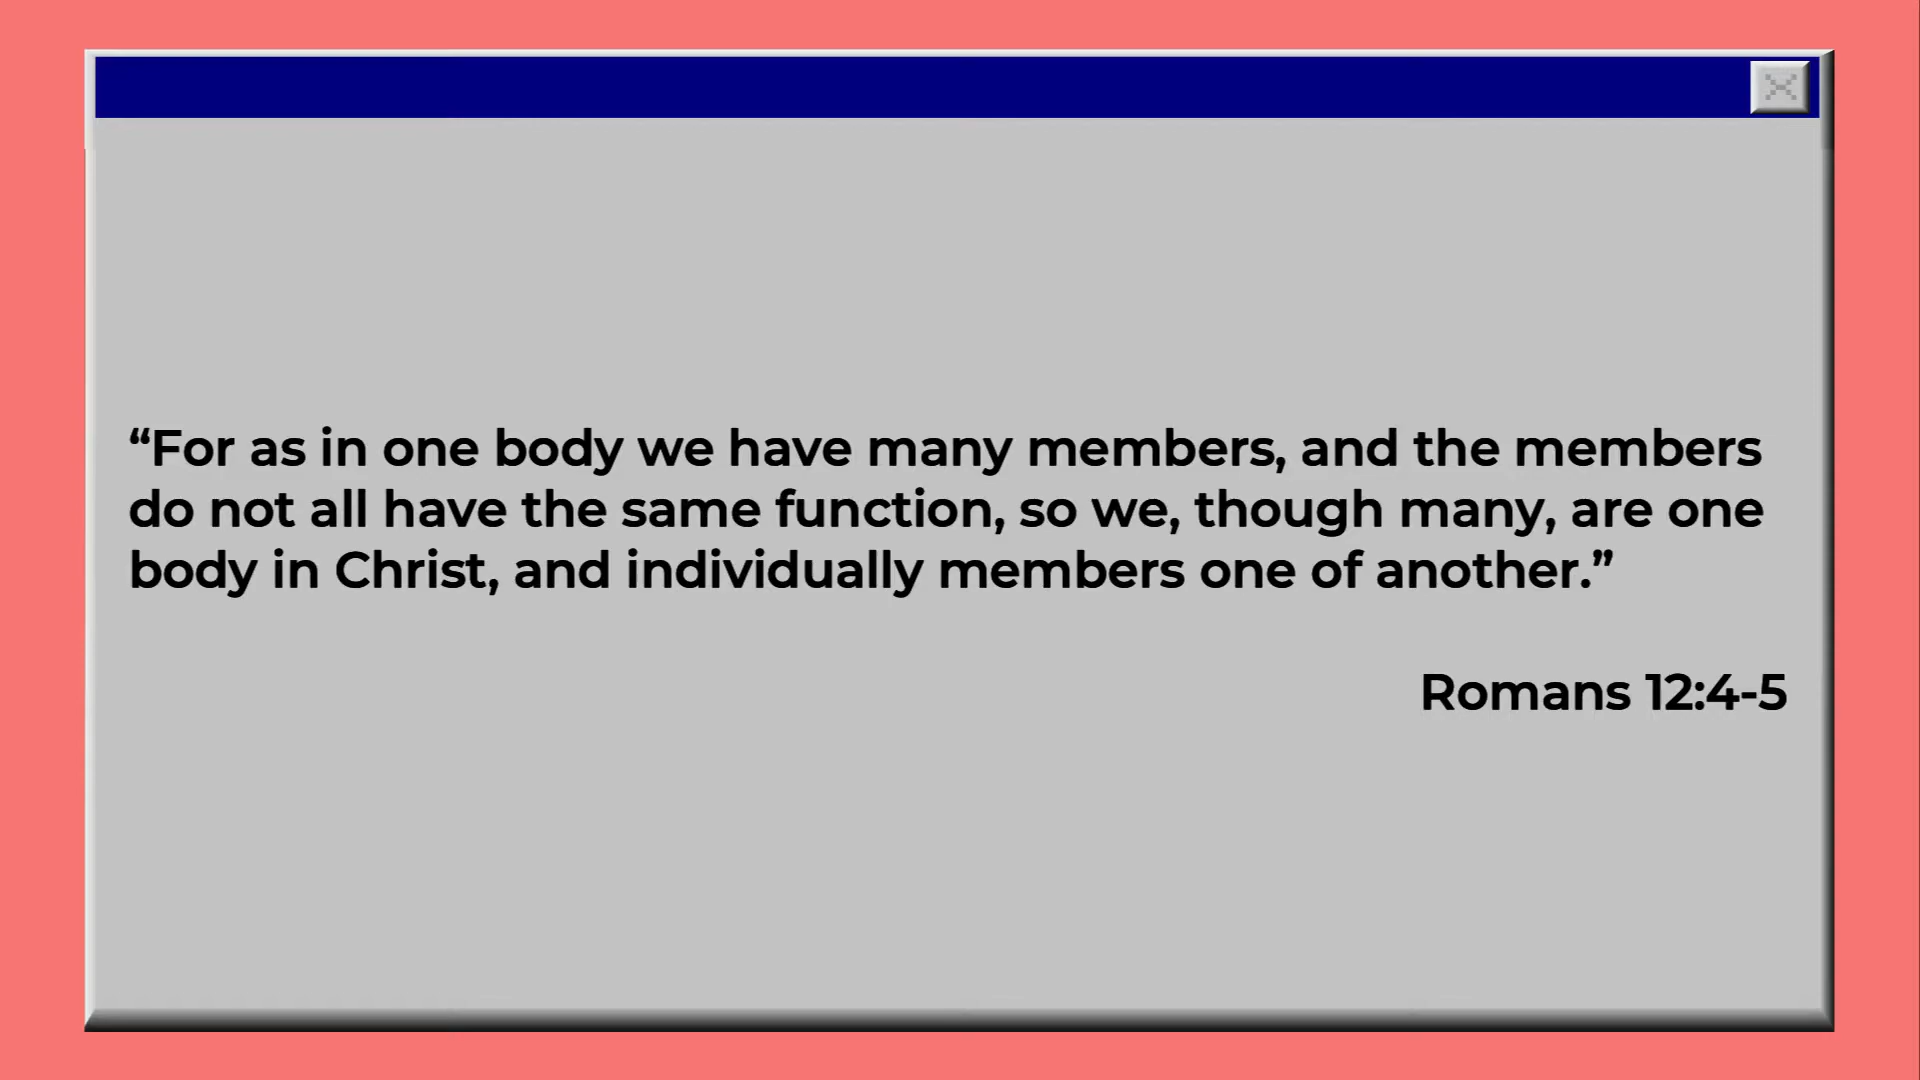 “For as in one body we have many members, and the members
do not all have the same function, so we, though many, are one
body in Christ, and individually members one of another.”
Romans 12:4-5